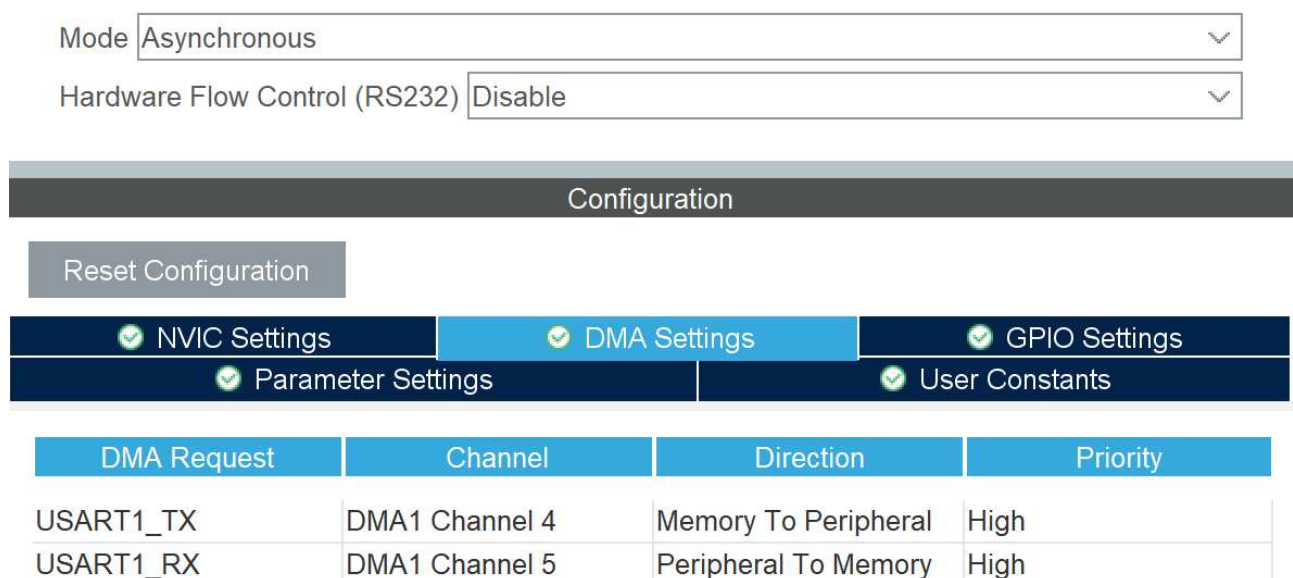 Mode Asynchronous
Hardware Flow Control (RS232) Disable
Configuration
Reset Configuration
NVIC Settings DMA Settings GPIO Settings
Parameter Settings User Constants
DMA Request Channel Direction Priority
USART1_TX DMA1 Channel 4 Memory To Peripheral High
USART1_RX DMA1 Channel 5 Peripheral To Memory High